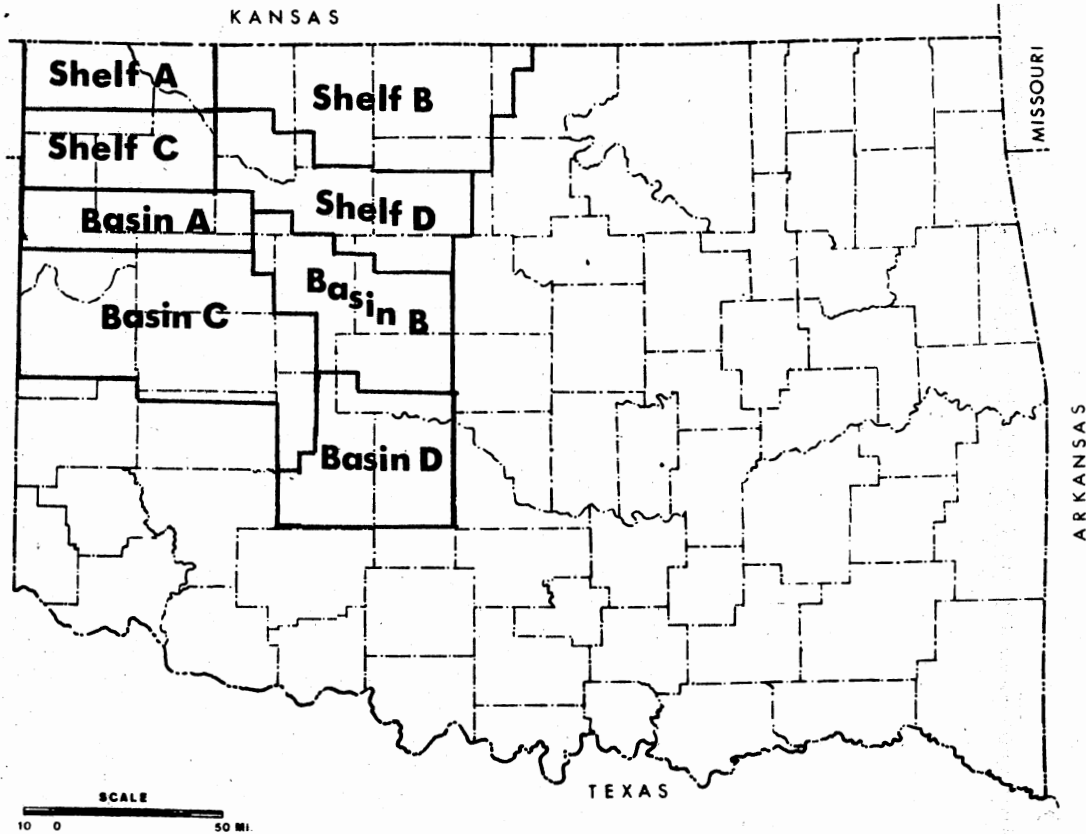 KANSAS
MISSOURI
Shelf A
Shelf B
Shelf C
Shelf D
Basin A
Basin B
Basin C
Basin D
ARKANSAS
TEXAS
SCALE
10 0 50 MI.